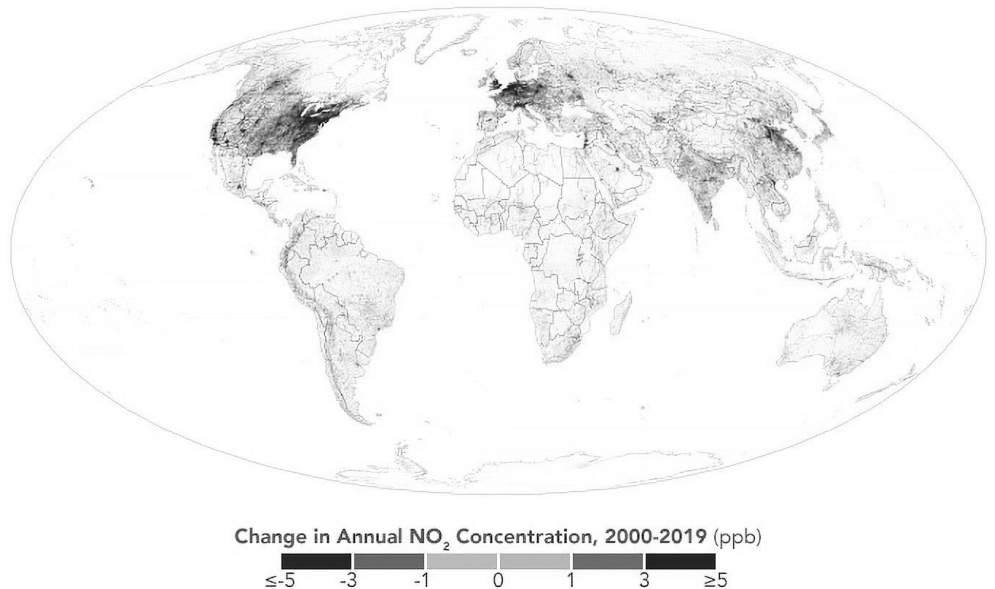 Change in Annual NO₂ Concentration, 2000-2019 (ppb)
≤-5 -3 -1 0 1 3 ≥5